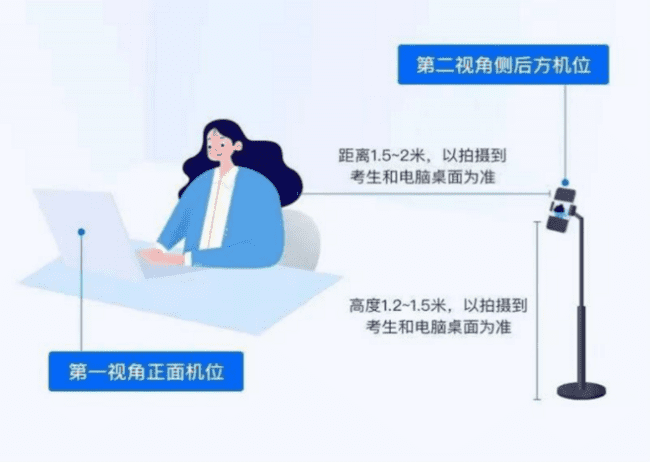 第二视角侧后方机位
距离1.5~2米，以拍摄到
考生和电脑桌面为准
高度1.2~1.5米，以拍摄到
考生和电脑桌面为准
第一视角正面机位